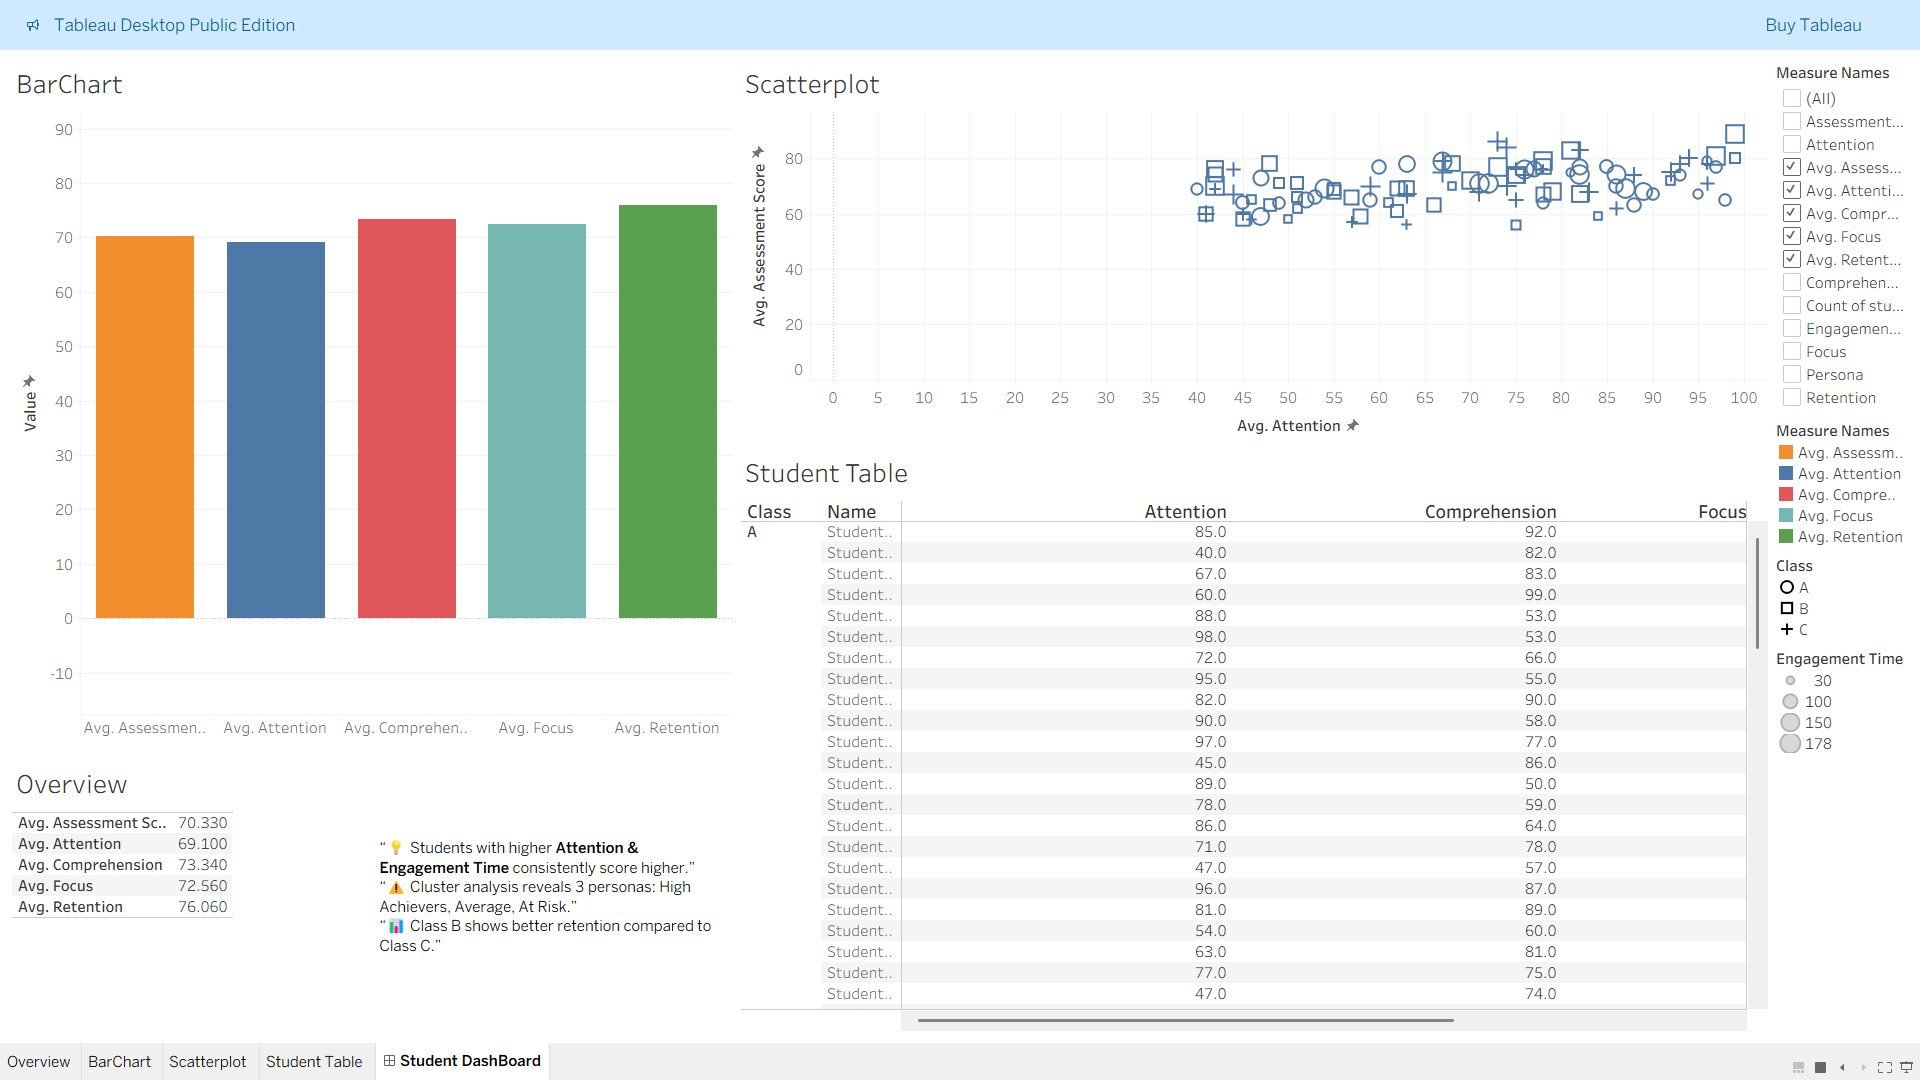 Tableau Desktop Public Edition
Buy Tableau
BarChart
90
80
70
60
50
40
30
20
10
0
-10
Value
Avg. Assessmen..
Avg. Attention
Avg. Comprehen..
Avg. Focus
Avg. Retention
Overview
Avg. Assessment Sc.. 70.330
Avg. Attention 69.100
Avg. Comprehension 73.340
Avg. Focus 72.560
Avg. Retention 76.060
“💡 Students with higher Attention &
Engagement Time consistently score higher.”
“⚠️ Cluster analysis reveals 3 personas: High
Achievers, Average, At Risk.”
“📊 Class B shows better retention compared to
Class C.”
Scatterplot
80
60
40
20
0
Avg. Assessment Score
0 5 10 15 20 25 30 35 40 45 50 55 60 65 70 75 80 85 90 95 100
Avg. Attention
Student Table
Class Name Attention Comprehension Focus
A Student.. 85.0 92.0
Student.. 40.0 82.0
Student.. 67.0 83.0
Student.. 60.0 99.0
Student.. 88.0 53.0
Student.. 98.0 53.0
Student.. 72.0 66.0
Student.. 95.0 55.0
Student.. 82.0 90.0
Student.. 90.0 58.0
Student.. 97.0 77.0
Student.. 45.0 86.0
Student.. 89.0 50.0
Student.. 78.0 59.0
Student.. 86.0 64.0
Student.. 71.0 78.0
Student.. 47.0 57.0
Student.. 96.0 87.0
Student.. 81.0 89.0
Student.. 54.0 60.0
Student.. 63.0 81.0
Student.. 77.0 75.0
Student.. 47.0 74.0
Measure Names
(All)
Assessment...
Attention
Avg. Assess...
Avg. Attenti...
Avg. Compr...
Avg. Focus
Avg. Retent...
Comprehen...
Count of stu...
Engagemen...
Focus
Persona
Retention
Measure Names
Avg. Assessm..
Avg. Attention
Avg. Compre..
Avg. Focus
Avg. Retention
Class
A
B
C
Engagement Time
30
100
150
178
Overview
BarChart
Scatterplot
Student Table
Student DashBoard